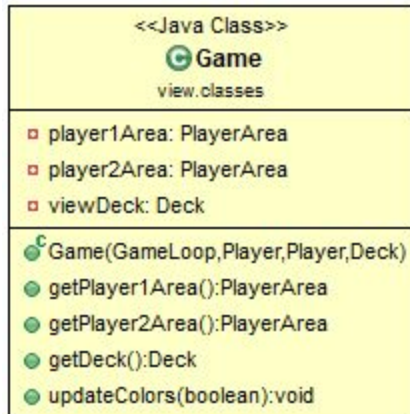 <<Java Class>>
Game
view.classes
player1Area: PlayerArea
player2Area: PlayerArea
viewDeck: Deck
Game(GameLoop,Player,Player,Deck)
getPlayer1Area():PlayerArea
getPlayer2Area():PlayerArea
getDeck():Deck
updateColors(boolean):void